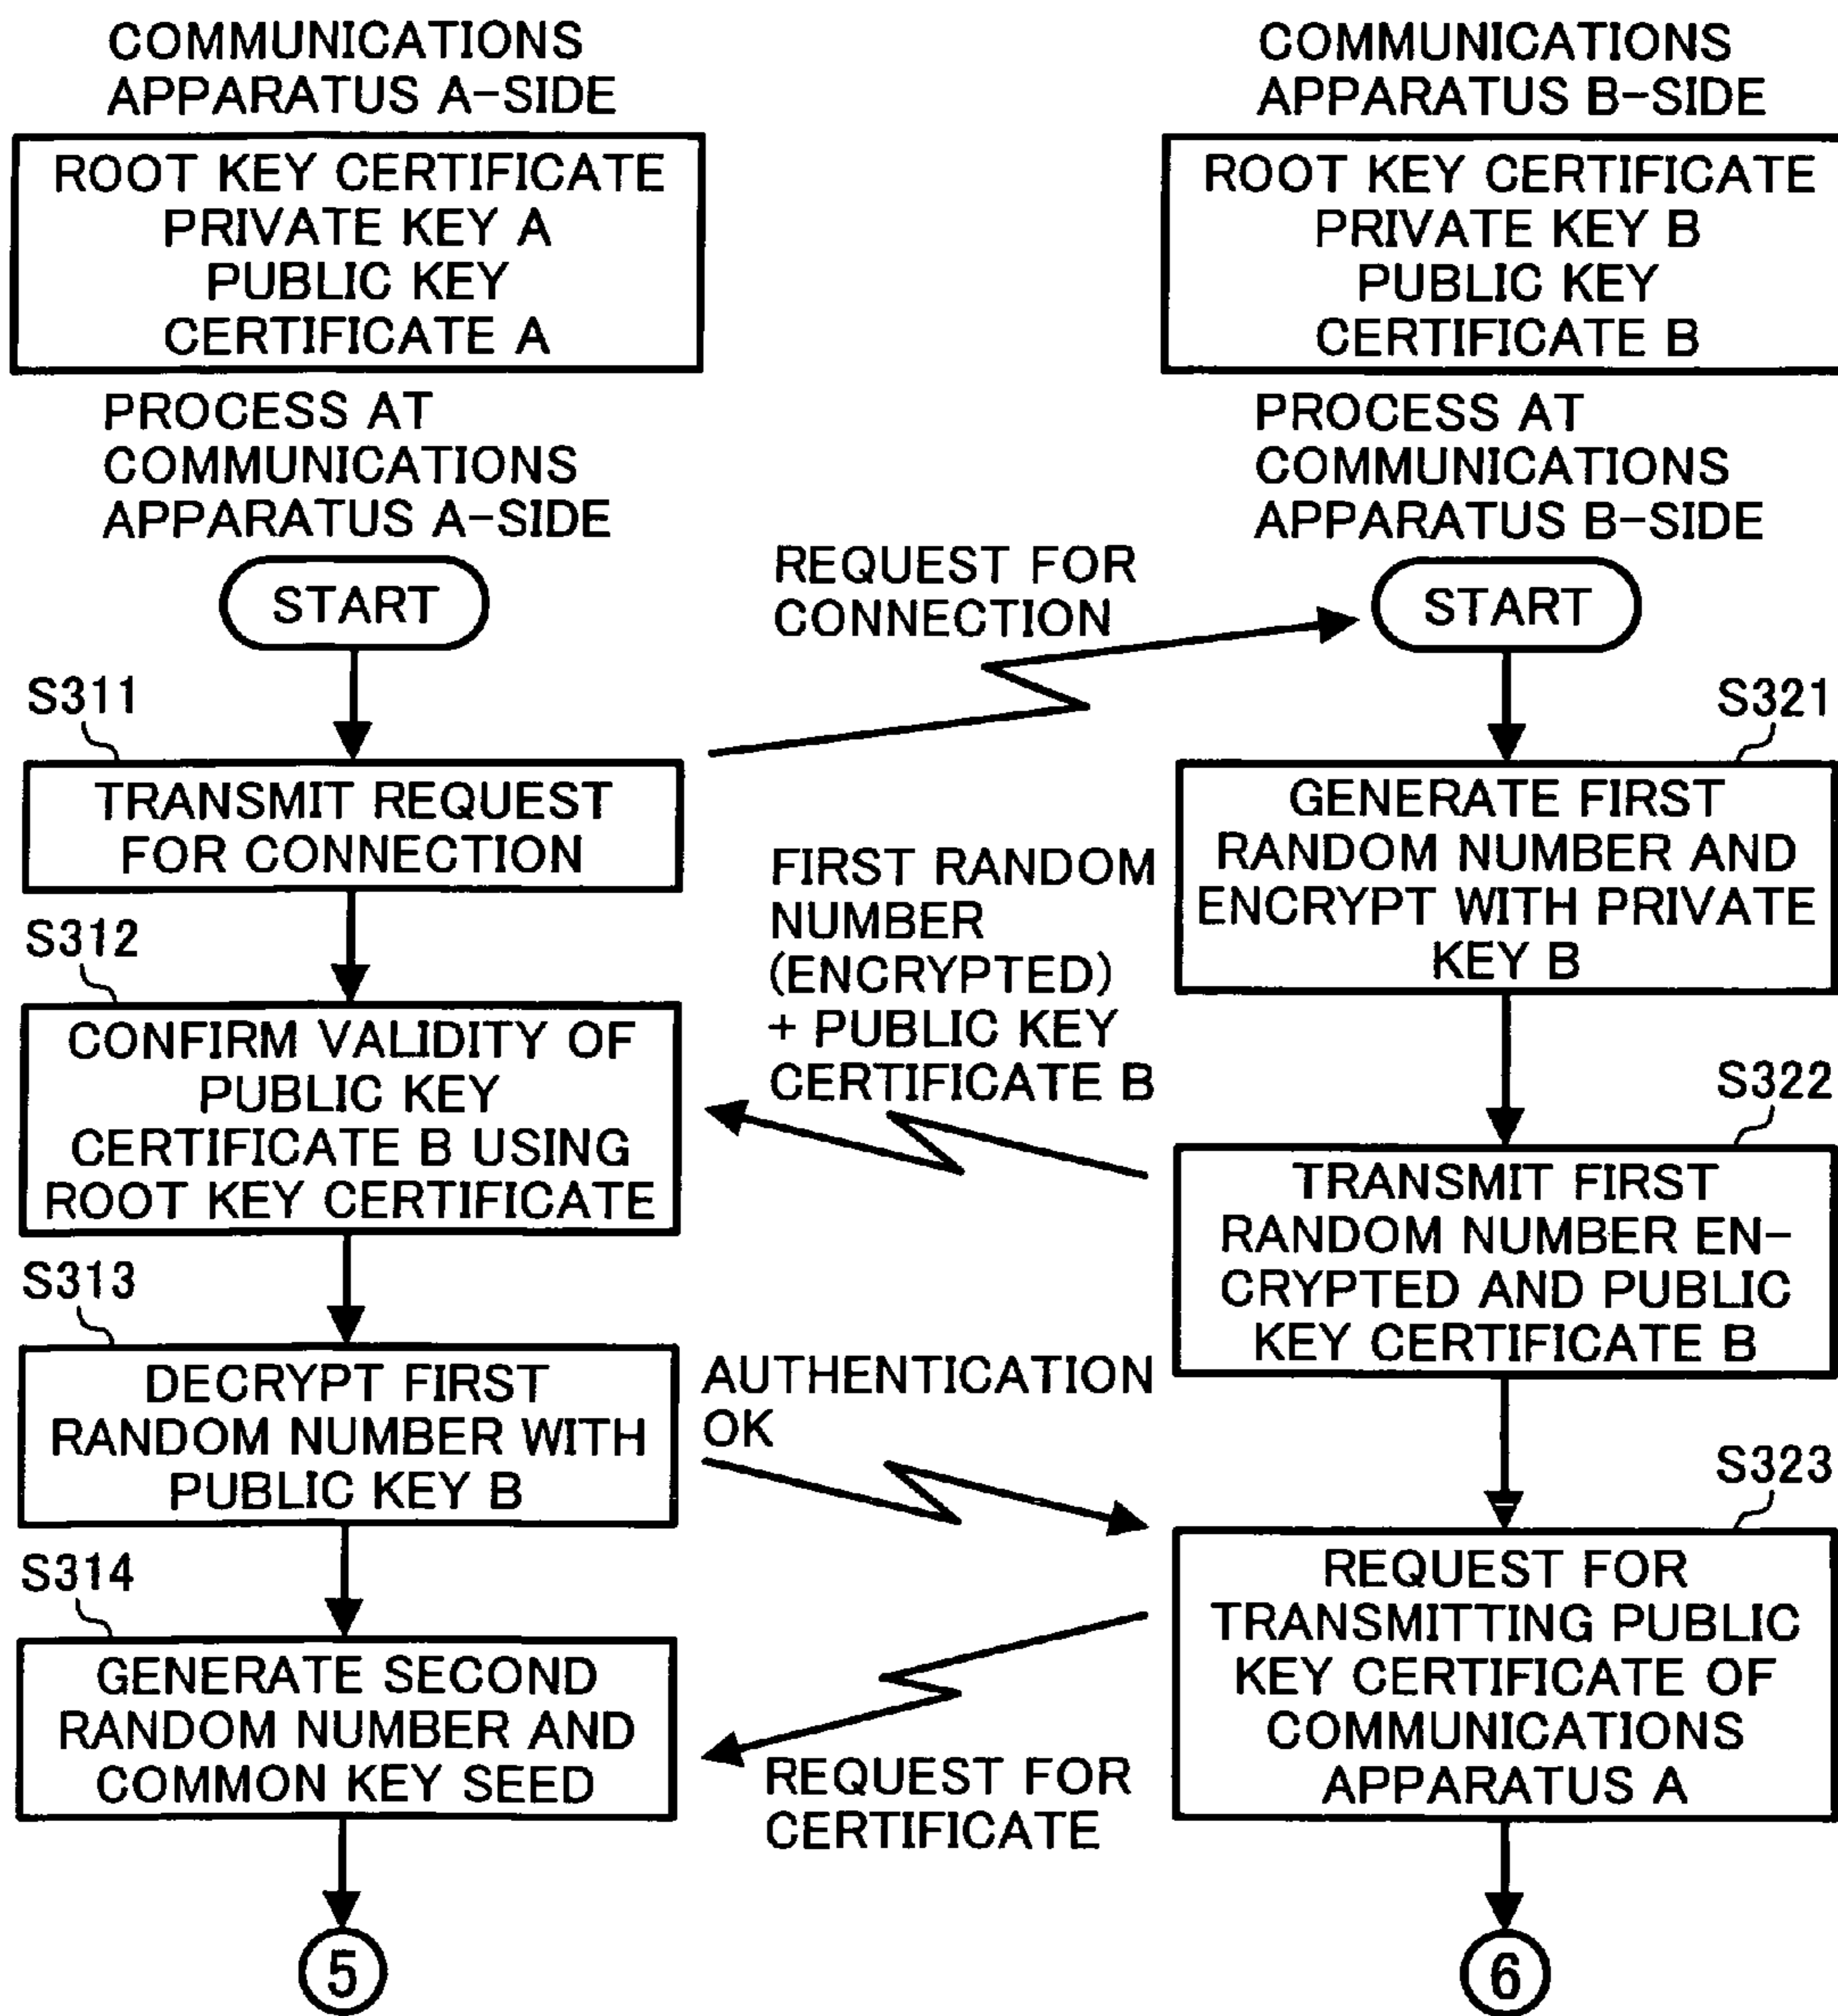 COMMUNICATIONS
APPARATUS A-SIDE
ROOT KEY CERTIFICATE
PRIVATE KEY A
PUBLIC KEY
CERTIFICATE A
PROCESS AT
COMMUNICATIONS
APPARATUS A-SIDE
START
S311
TRANSMIT REQUEST
FOR CONNECTION
S312
CONFIRM VALIDITY OF
PUBLIC KEY
CERTIFICATE B USING
ROOT KEY CERTIFICATE
S313
DECRYPT FIRST
RANDOM NUMBER WITH
PUBLIC KEY B
S314
GENERATE SECOND
RANDOM NUMBER AND
COMMON KEY SEED
5
REQUEST FOR
CONNECTION
FIRST RANDOM
NUMBER
(ENCRYPTED)
+ PUBLIC KEY
CERTIFICATE B
AUTHENTICATION
OK
REQUEST FOR
CERTIFICATE
COMMUNICATIONS
APPARATUS B-SIDE
ROOT KEY CERTIFICATE
PRIVATE KEY B
PUBLIC KEY
CERTIFICATE B
PROCESS AT
COMMUNICATIONS
APPARATUS B-SIDE
START
S321
GENERATE FIRST
RANDOM NUMBER AND
ENCRYPT WITH PRIVATE
KEY B
S322
TRANSMIT FIRST
RANDOM NUMBER EN-
CRYPTED AND PUBLIC
KEY CERTIFICATE B
S323
REQUEST FOR
TRANSMITTING PUBLIC
KEY CERTIFICATE OF
COMMUNICATIONS
APPARATUS A
6